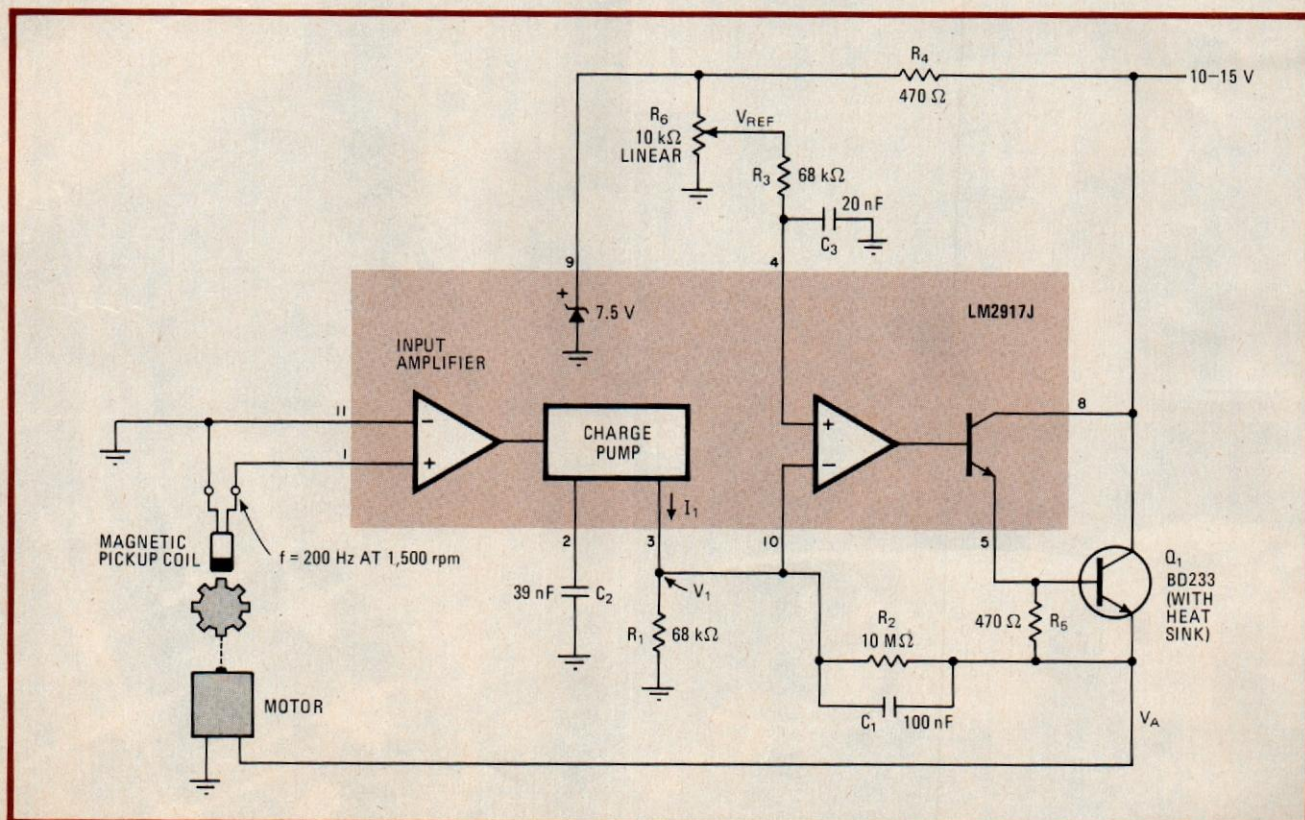 R4
470 Ω
10–15 V
R6
10 kΩ
LINEAR
VREF
R3
68 kΩ
20 nF
C3
9
4
+
7.5 V
LM2917J
INPUT
AMPLIFIER
11
−
1
+
CHARGE
PUMP
+
−
8
I1
2
3
10
5
MAGNETIC
PICKUP COIL
f = 200 Hz AT 1,500 rpm
39 nF
C2
V1
R1
68 kΩ
R2
10 MΩ
C1
100 nF
470 Ω
R5
Q1
BD233
(WITH
HEAT
SINK)
VA
MOTOR